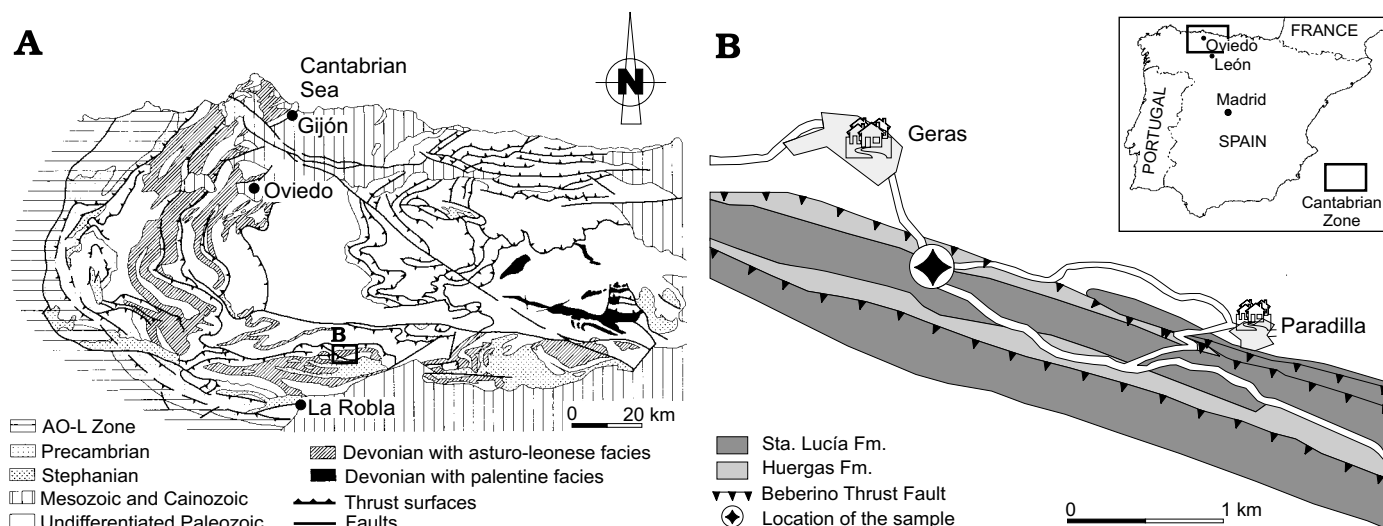 A
Cantabrian
Sea
Gijón
Oviedo
N
B
La Robla
0 20 km
AO-L Zone
Precambrian
Stephanian
Mesozoic and Cainozoic
Undifferentiated Paleozoic
Devonian with asturo-leonese facies
Devonian with palentine facies
Thrust surfaces
Faults
B
Geras
Paradilla
FRANCE
Oviedo
León
Madrid
PORTUGAL
SPAIN
Cantabrian
Zone
Sta. Lucía Fm.
Huergas Fm.
Beberino Thrust Fault
Location of the sample
0 1 km